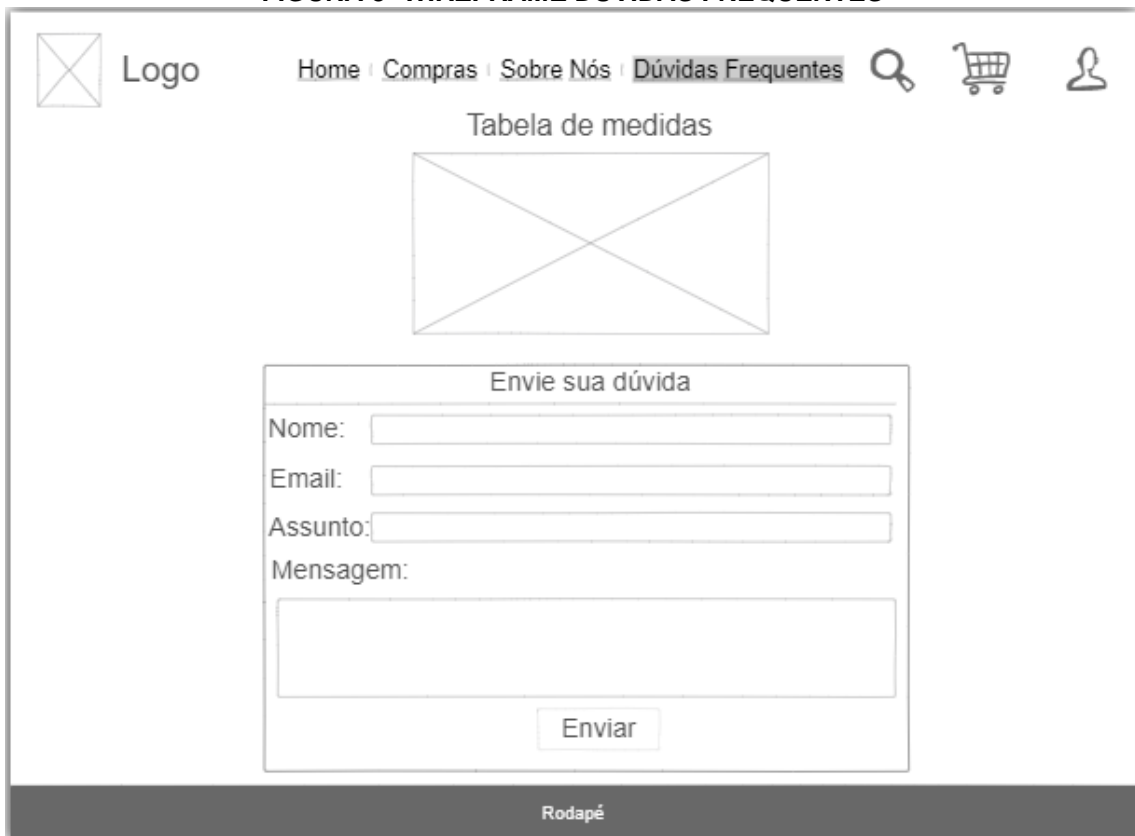 Logo
Home Compras Sobre Nós Dúvidas Frequentes
Tabela de medidas
Envie sua dúvida
Nome:
Email:
Assunto:
Mensagem:
Enviar
Rodapé